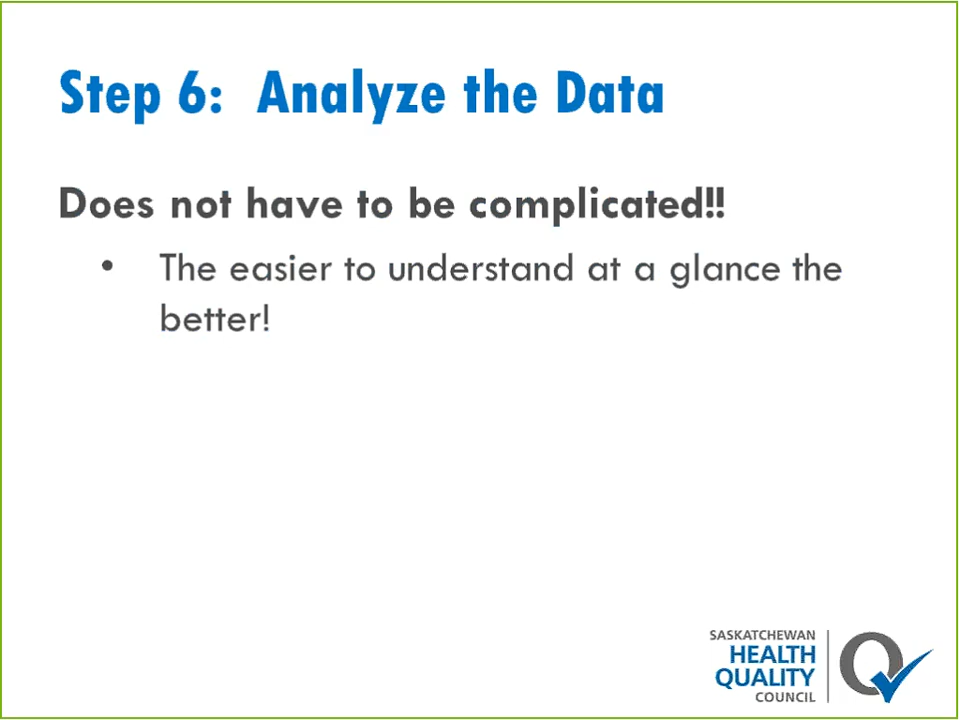 Step 6:  Analyze the Data
Does not have to be complicated!!
• The easier to understand at a glance the
better!
SASKATCHEWAN
HEALTH
QUALITY
COUNCIL